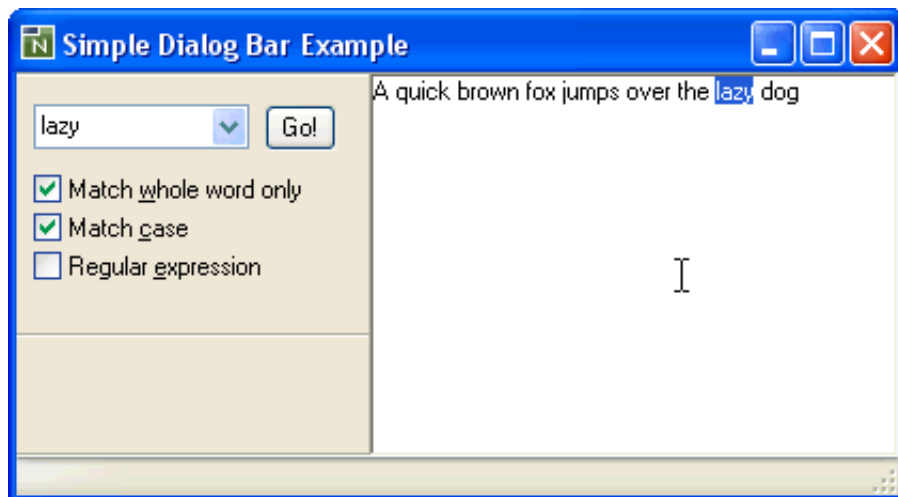 N Simple Dialog Bar Example
lazy Go!
Match whole word only
Match case
Regular expression
A quick brown fox jumps over the lazy dog